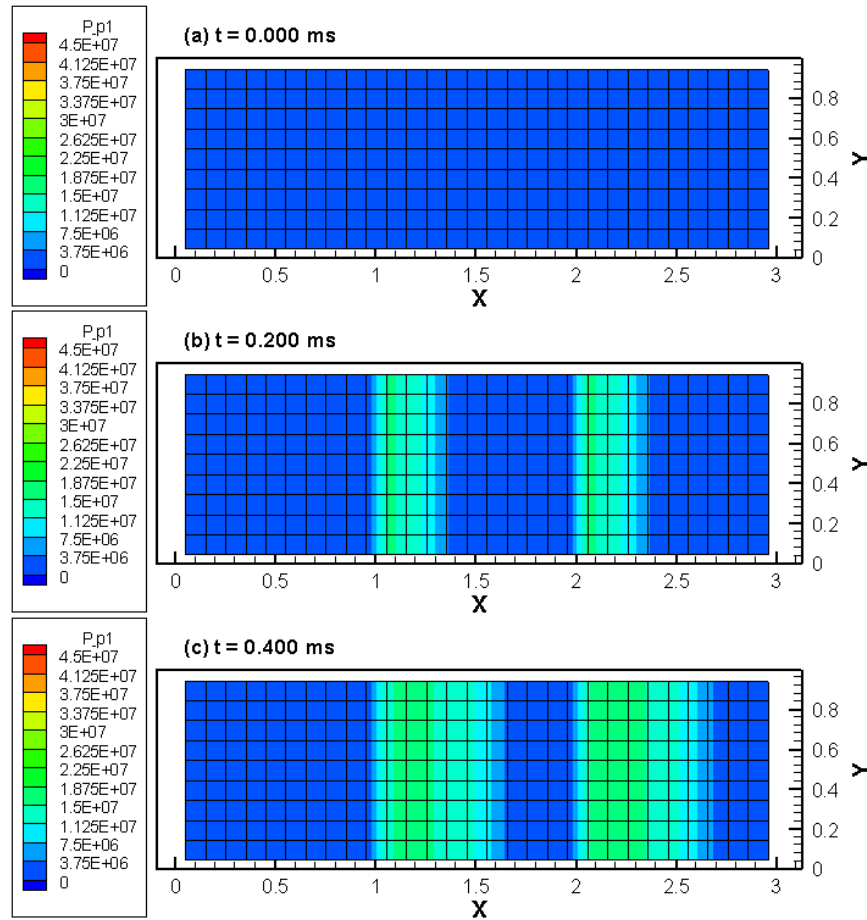 P_p1
4.5E+07
4.125E+07
3.75E+07
3.375E+07
3E+07
2.625E+07
2.25E+07
1.875E+07
1.5E+07
1.125E+07
7.5E+06
3.75E+06
0
(a) t = 0.000 ms
0.8
0.6
0.4
0.2
0
Y
0 0.5 1 1.5 2 2.5 3
X
P_p1
4.5E+07
4.125E+07
3.75E+07
3.375E+07
3E+07
2.625E+07
2.25E+07
1.875E+07
1.5E+07
1.125E+07
7.5E+06
3.75E+06
0
(b) t = 0.200 ms
0.8
0.6
0.4
0.2
0
Y
0 0.5 1 1.5 2 2.5 3
X
P_p1
4.5E+07
4.125E+07
3.75E+07
3.375E+07
3E+07
2.625E+07
2.25E+07
1.875E+07
1.5E+07
1.125E+07
7.5E+06
3.75E+06
0
(c) t = 0.400 ms
0.8
0.6
0.4
0.2
0
Y
0 0.5 1 1.5 2 2.5 3
X